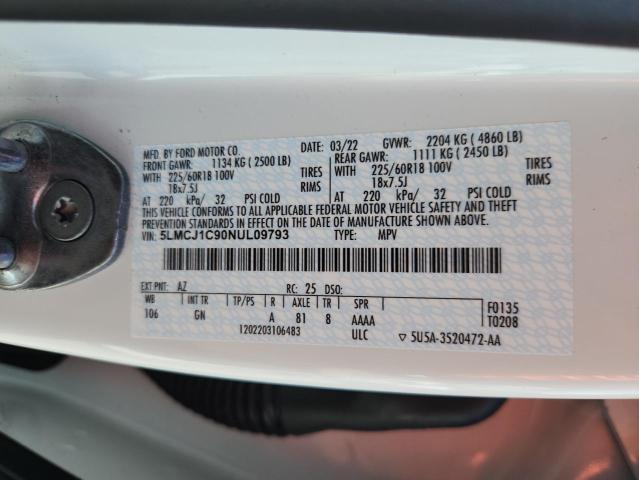 MFD. BY FORD MOTOR CO. DATE: 03/22 GVWR: 2204 KG ( 4860 LB)
FRONT GAWR: 1134 KG ( 2500 LB) REAR GAWR: 1111 KG ( 2450 LB)
WITH 225/60R18 100V TIRES WITH 225/60R18 100V TIRES
18x7.5J RIMS 18x7.5J RIMS
AT 220 kPa/ 32 PSI COLD AT 220 kPa/ 32 PSI COLD
THIS VEHICLE CONFORMS TO ALL APPLICABLE FEDERAL MOTOR VEHICLE SAFETY AND THEFT
PREVENTION STANDARDS IN EFFECT ON THE DATE OF MANUFACTURE SHOWN ABOVE.
VIN: 5LMCJ1C90NUL09793 TYPE: MPV
EXT PNT: AZ RC: 25 DSO:
WB INT TR TP/PS R AXLE TR SPR F0135
106 GN A 81 8 AAAA T0208
1202203106483 ULC ▽ 5U5A-3520472-AA